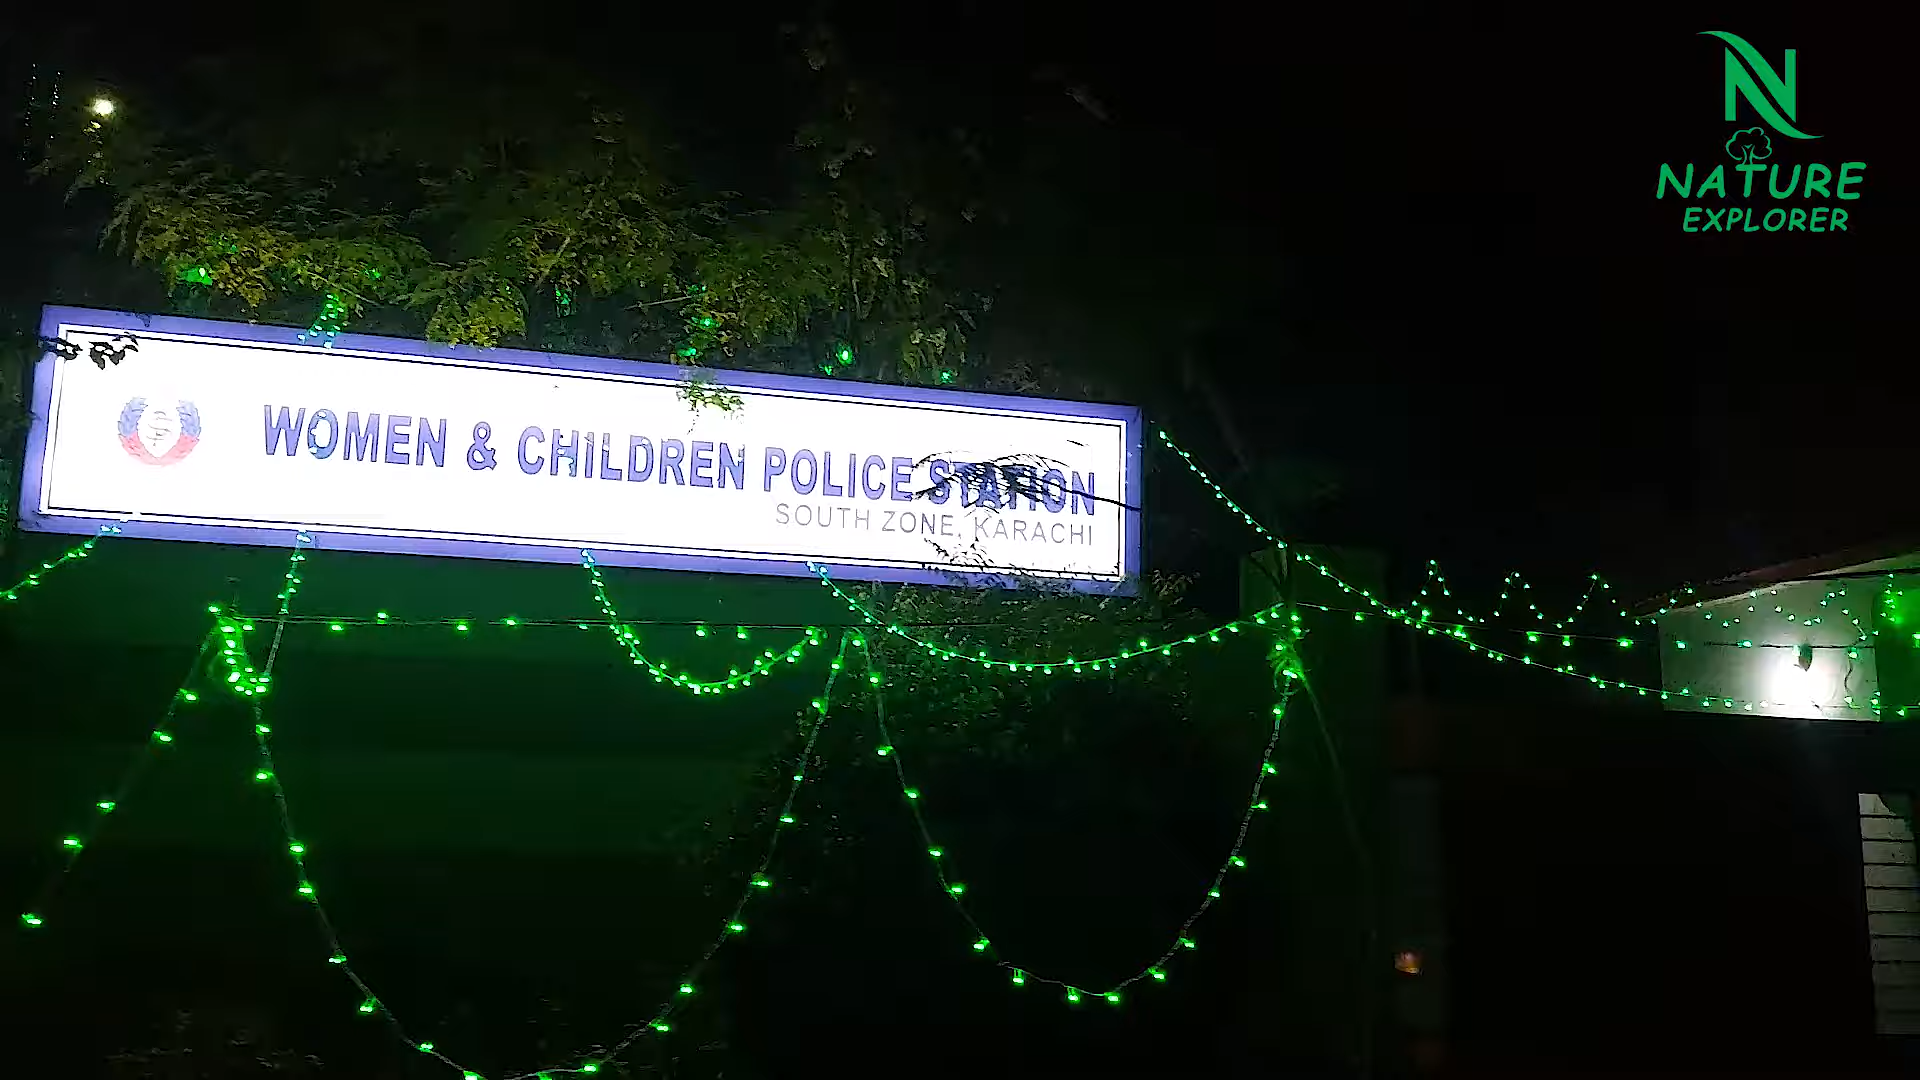 N
NATURE
EXPLORER
WOMEN & CHILDREN POLICE STATION
SOUTH ZONE, KARACHI